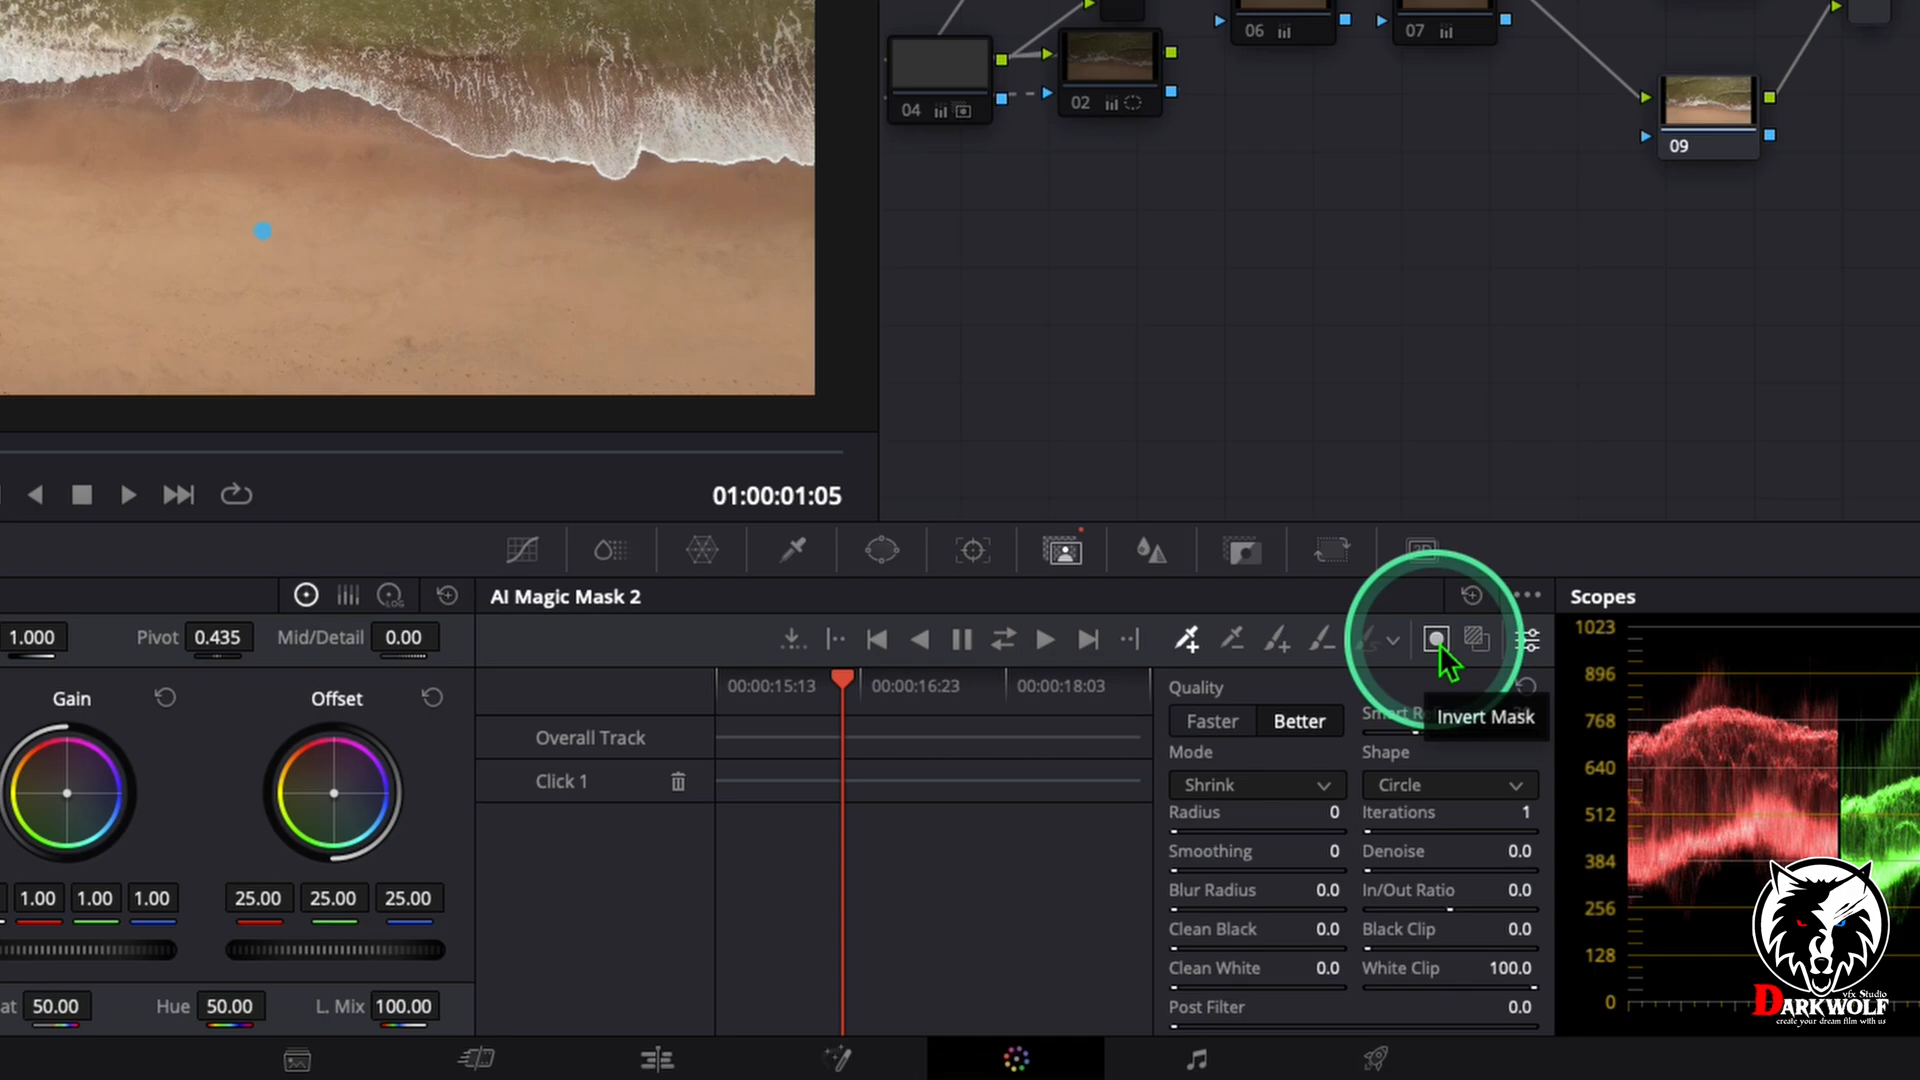 06
07
04
02
09
01:00:01:05
3D
LOG
AI Magic Mask 2
Scopes
1.000
Pivot
0.435
Mid/Detail
0.00
1023
896
768
640
512
384
256
128
0
00:00:15:13
00:00:16:23
00:00:18:03
Quality
Faster
Better
Invert Mask
Gain
Offset
Overall Track
Click 1
Mode
Shape
Shrink
Circle
Radius
0
Iterations
1
Smoothing
0
Denoise
0.0
Blur Radius
0.0
In/Out Ratio
0.0
1.00
1.00
1.00
25.00
25.00
25.00
Clean Black
0.0
Black Clip
0.0
Clean White
0.0
White Clip
100.0
at
50.00
Hue
50.00
L. Mix
100.00
Post Filter
0.0
vfx Studio
DARKWOLF
create your dream film with us